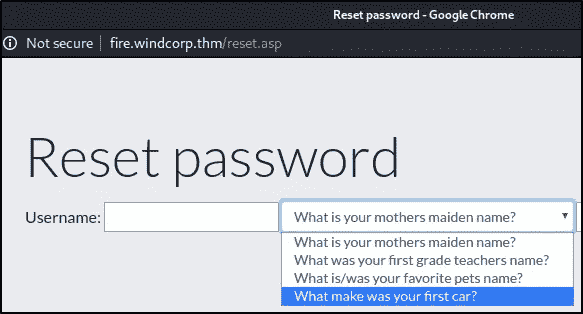 Reset password - Google Chrome
Not secure fire.windcorp.thm/reset.asp
Reset password
Username: What is your mothers maiden name?
What is your mothers maiden name?
What was your first grade teachers name?
What is/was your favorite pets name?
What make was your first car?